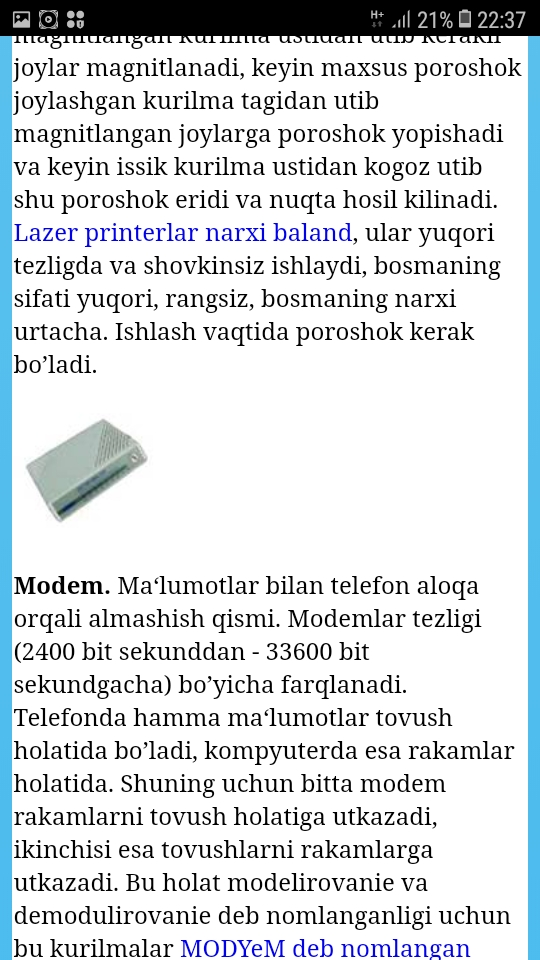 H+ 21% 22:37
magnitlangan kurilma ustidan utib kerakli
joylar magnitlanadi, keyin maxsus poroshok
joylashgan kurilma tagidan utib
magnitlangan joylarga poroshok yopishadi
va keyin issik kurilma ustidan kogoz utib
shu poroshok eridi va nuqta hosil kilinadi.
Lazer printerlar narxi baland, ular yuqori
tezligda va shovkinsiz ishlaydi, bosmaning
sifati yuqori, rangsiz, bosmaning narxi
urtacha. Ishlash vaqtida poroshok kerak
bo’ladi.
Modem. Ma‘lumotlar bilan telefon aloqa
orqali almashish qismi. Modemlar tezligi
(2400 bit sekunddan - 33600 bit
sekundgacha) bo’yicha farqlanadi.
Telefonda hamma ma‘lumotlar tovush
holatida bo’ladi, kompyuterda esa rakamlar
holatida. Shuning uchun bitta modem
rakamlarni tovush holatiga utkazadi,
ikinchisi esa tovushlarni rakamlarga
utkazadi. Bu holat modelirovanie va
demodulirovanie deb nomlanganligi uchun
bu kurilmalar MODYeM deb nomlangan